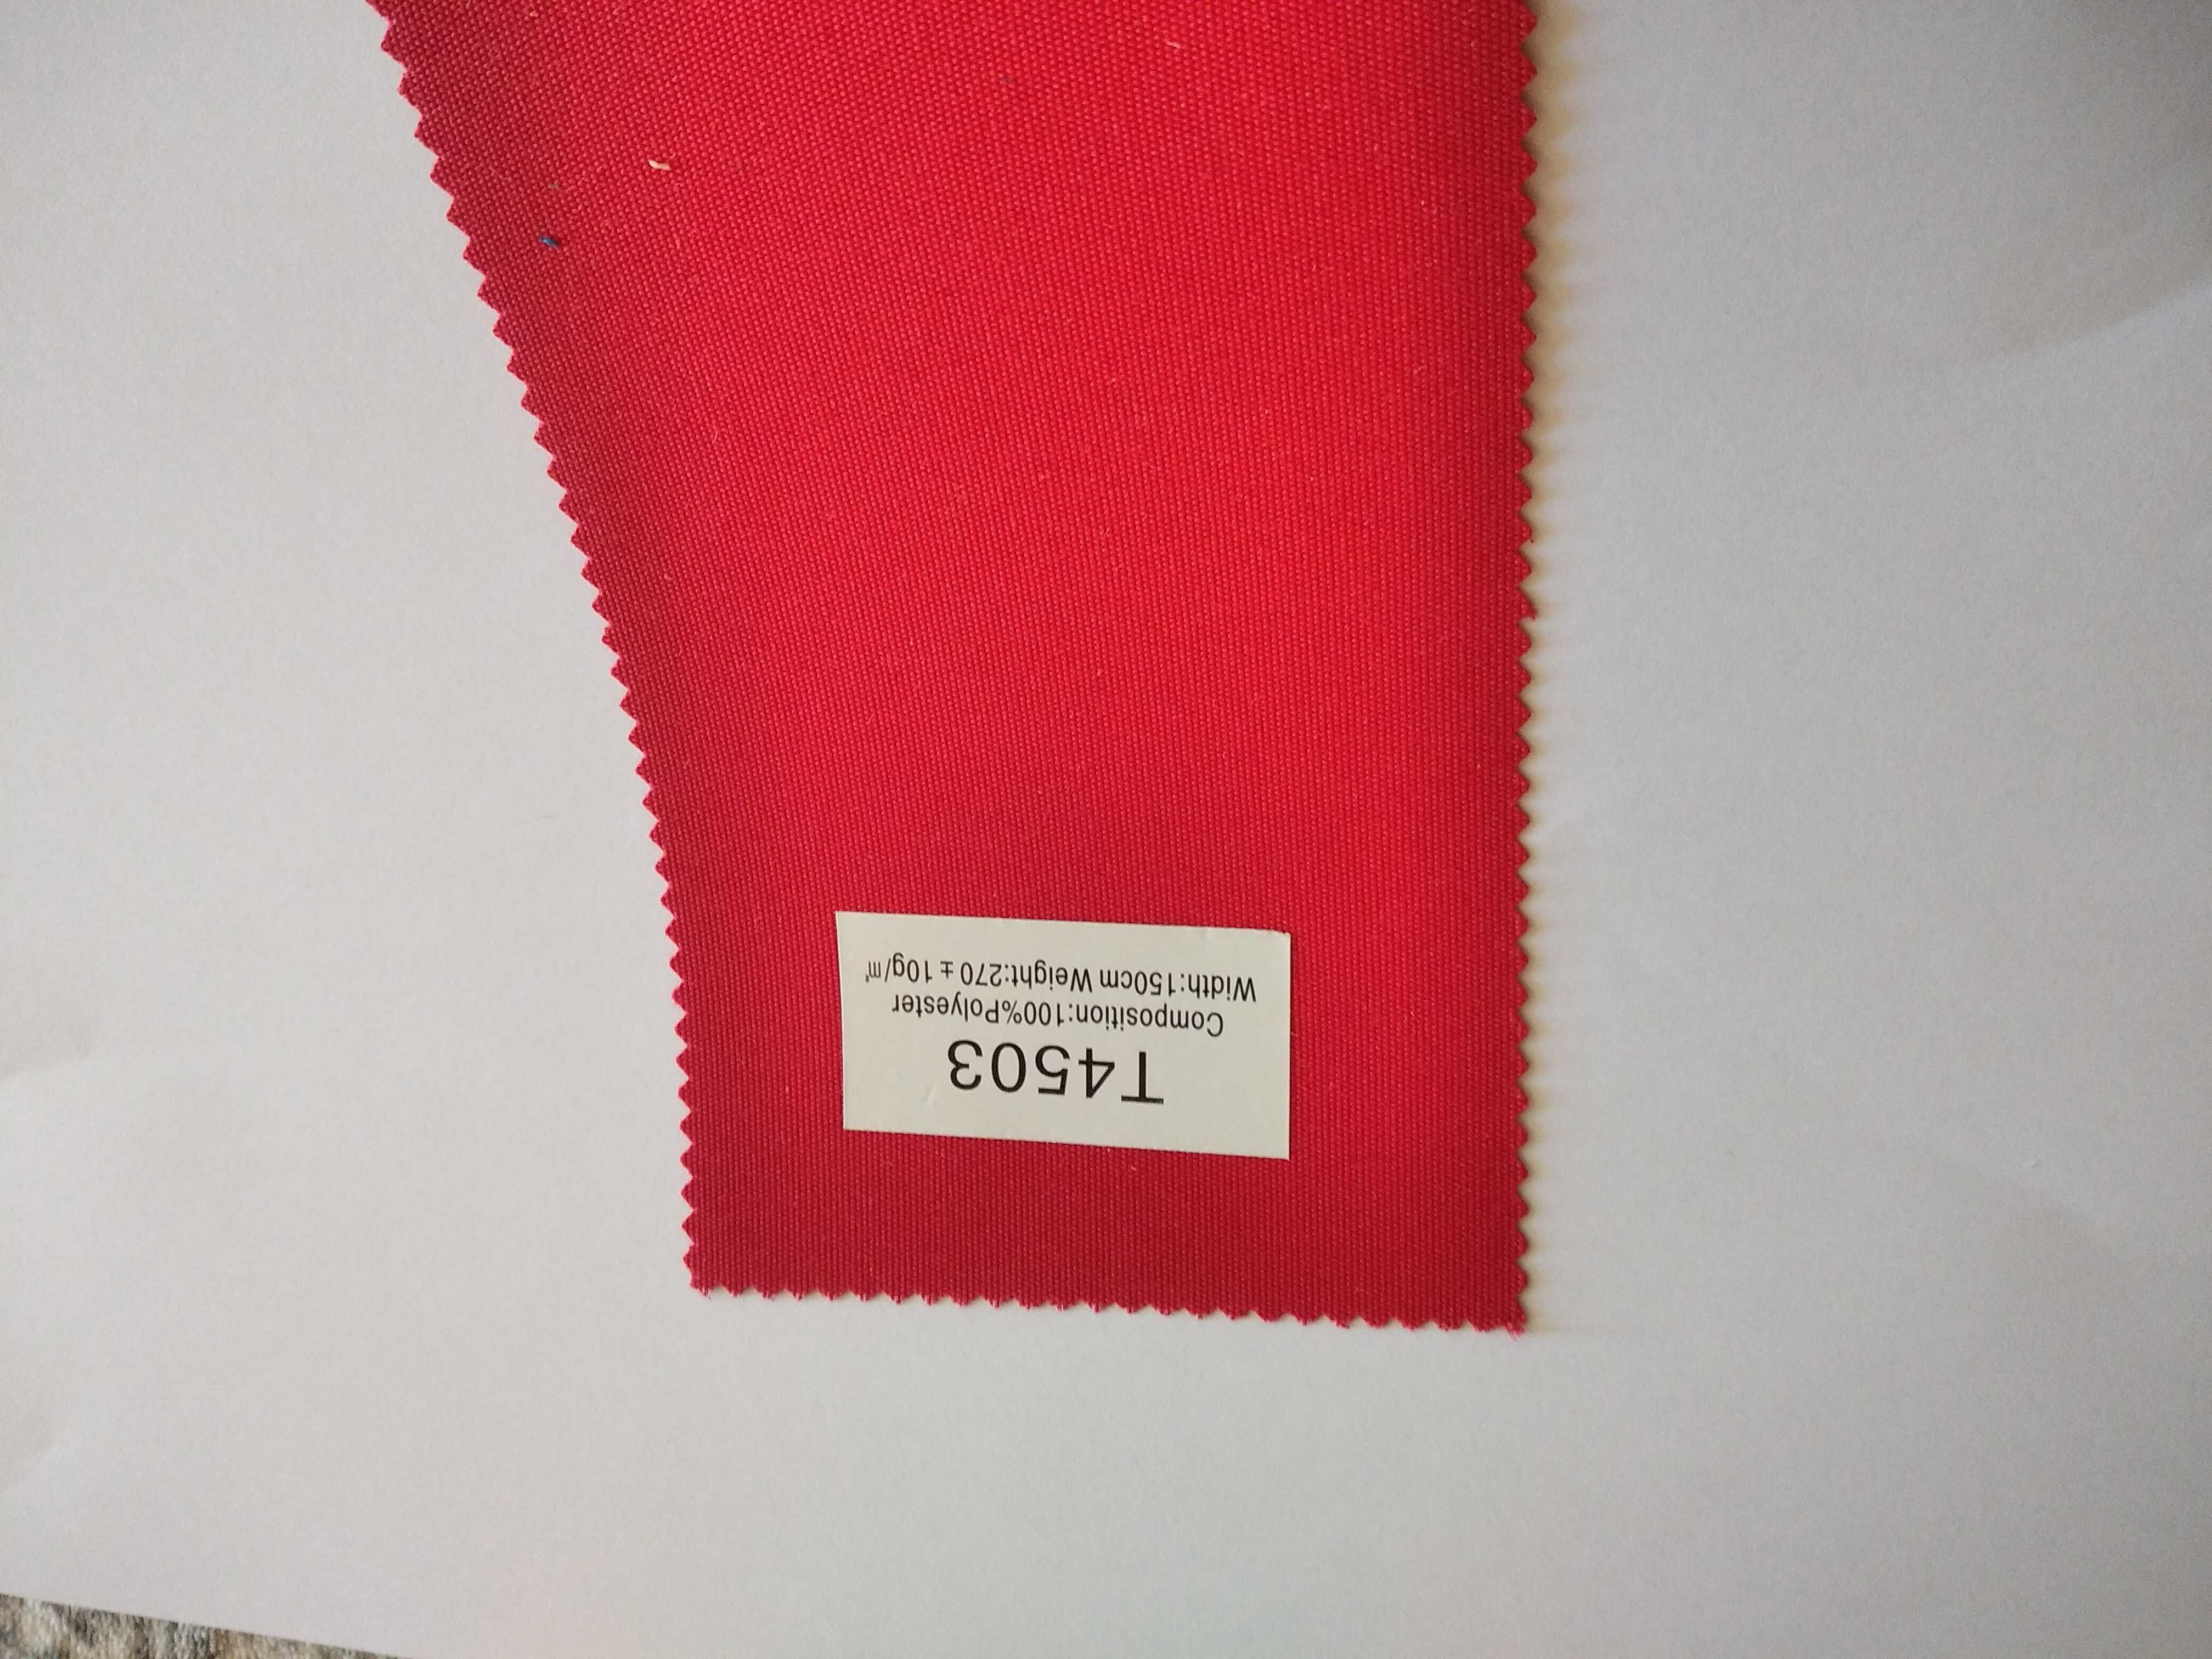 T4503
Composition:100%Polyester
Width:150cm Weight:270±10g/㎡